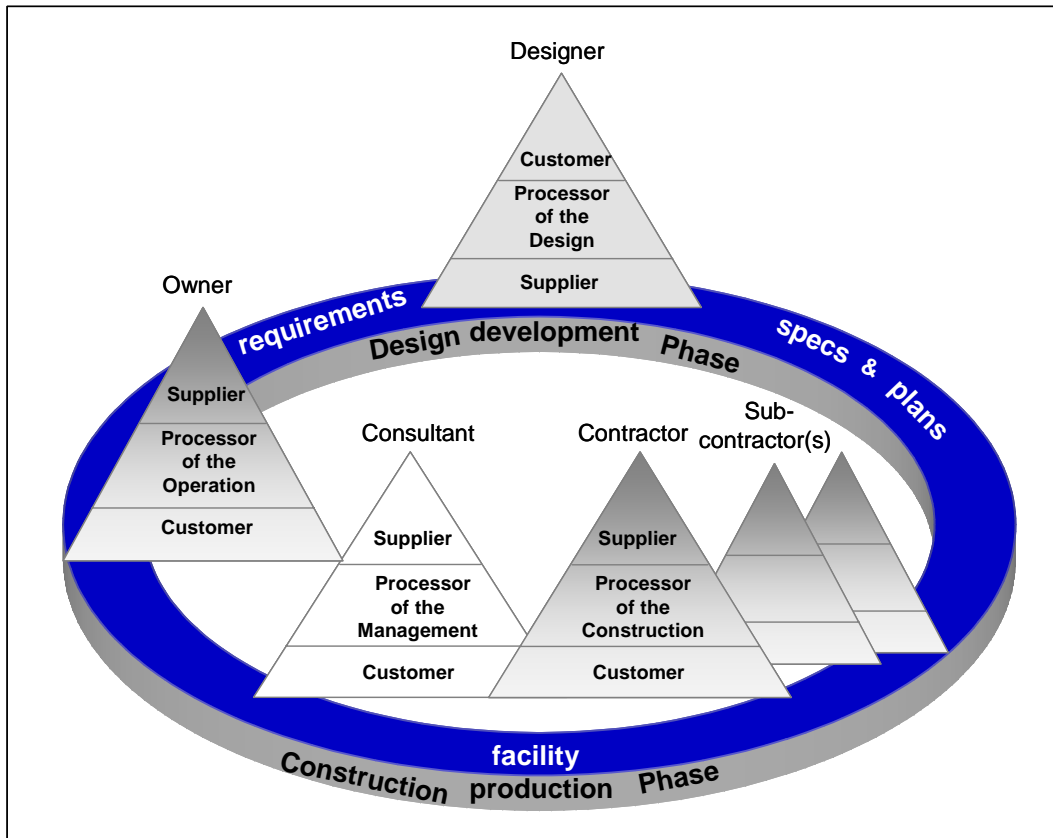 Designer
Customer
Processor
of the
Design
Supplier
Owner
Supplier
Processor
of the
Operation
Customer
requirements
specs & plans
Design development Phase
Consultant
Supplier
Processor
of the
Management
Customer
Contractor
Supplier
Processor
of the
Construction
Customer
Sub-
contractor(s)
facility
Construction production Phase